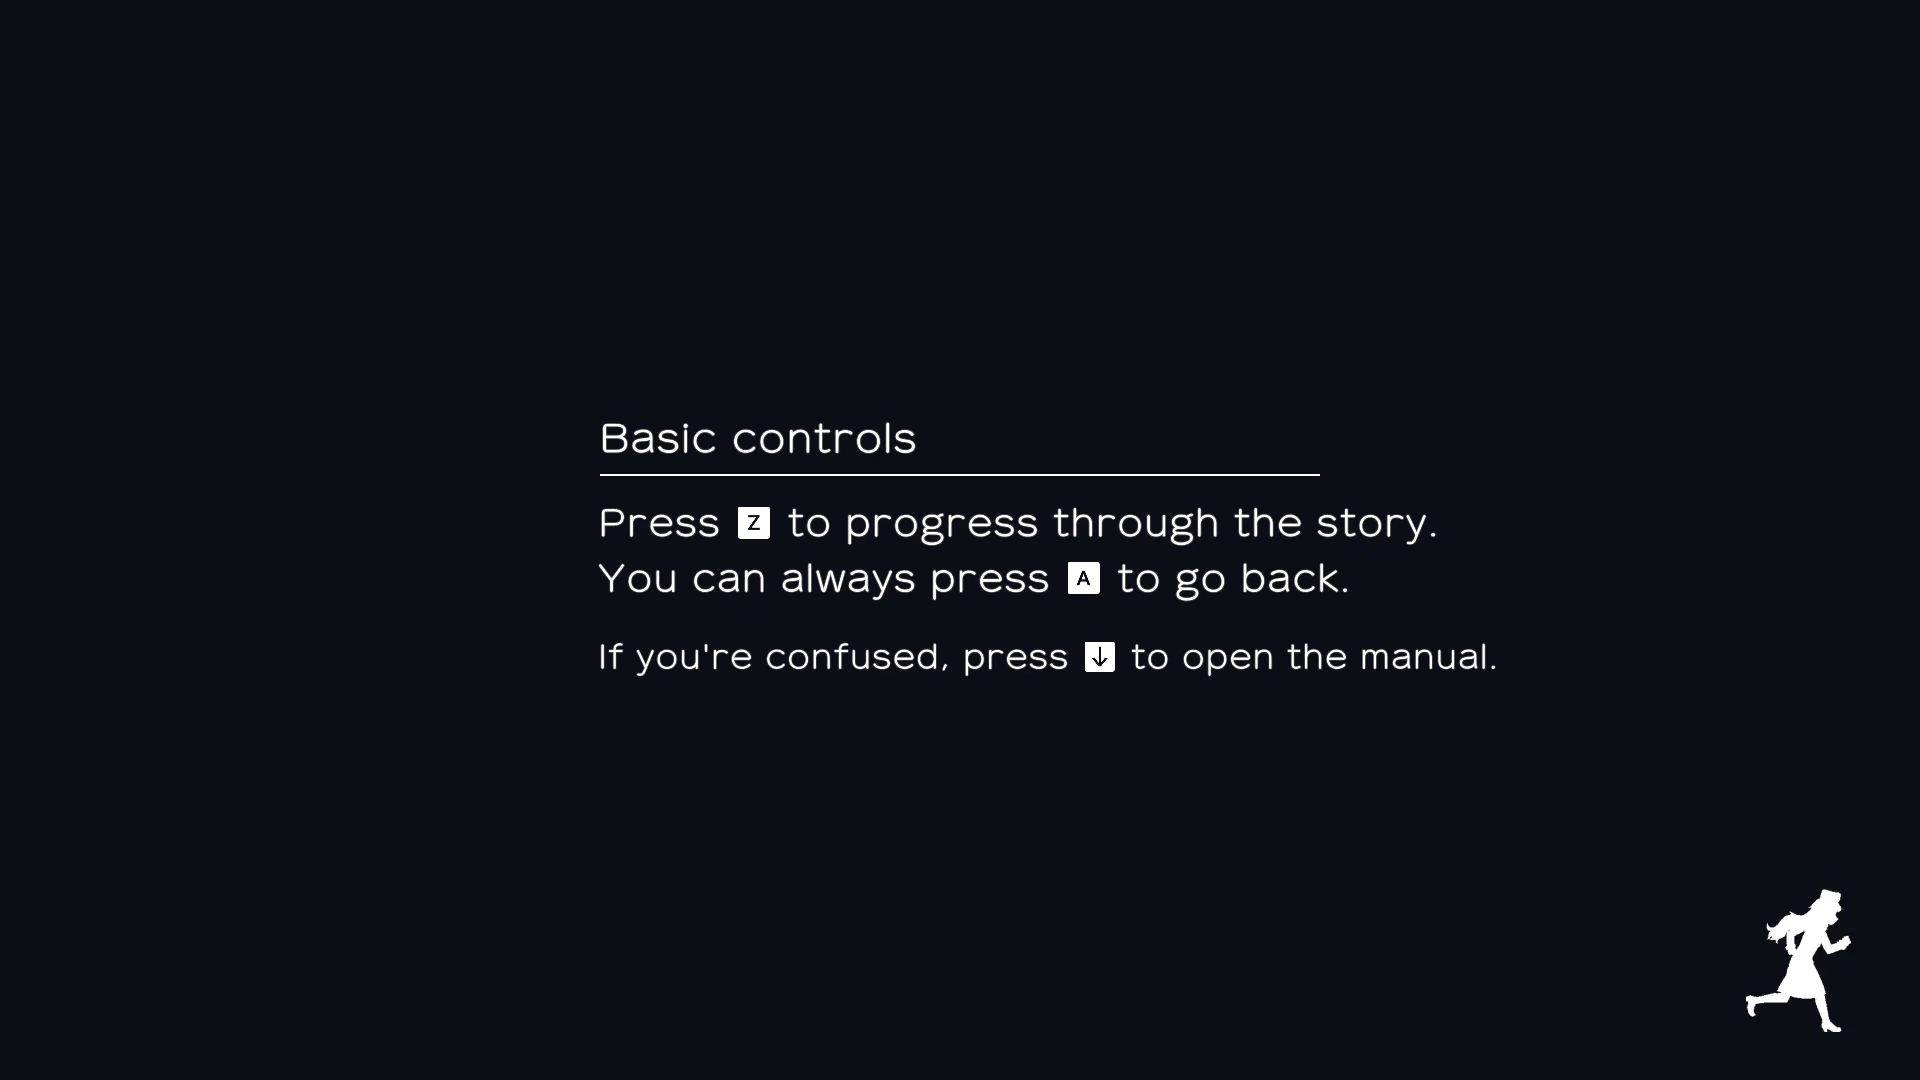 Basic controls
Press Z to progress through the story.
You can always press A to go back.
If you're confused, press ↓ to open the manual.